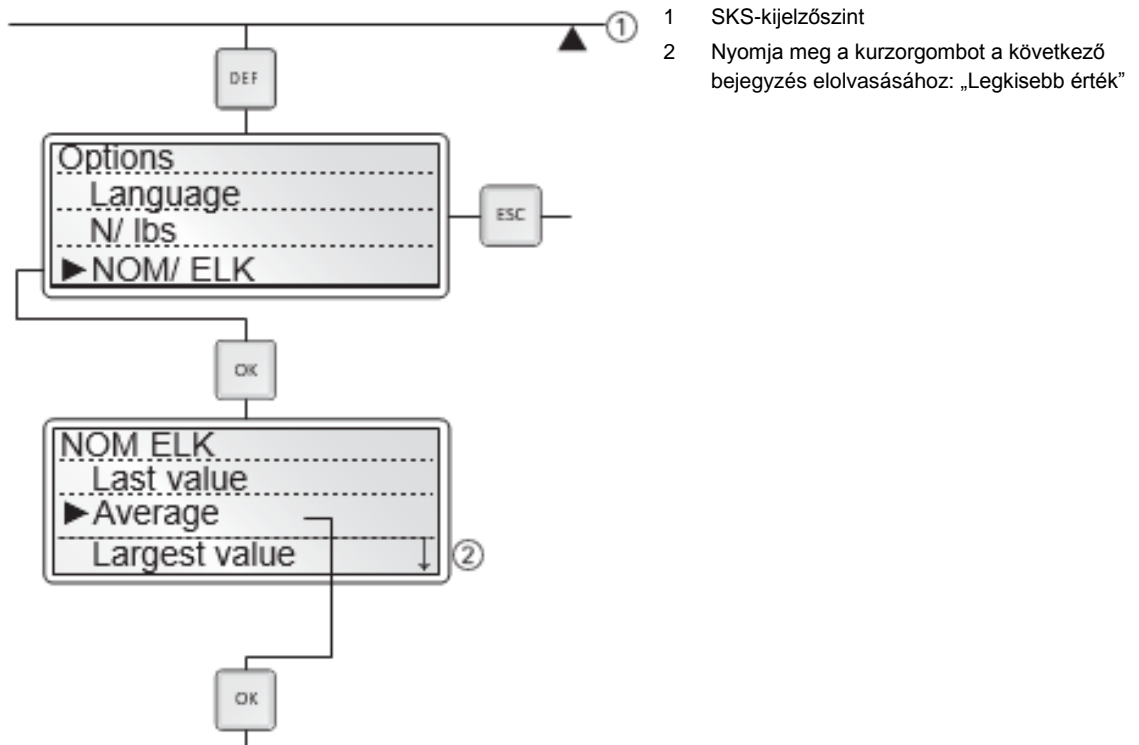 ①
1 SKS-kijelzőszint
2 Nyomja meg a kurzorgombot a következő
bejegyzés elolvasásához: „Legkisebb érték”
DEF
Options
Language
N/ lbs
►NOM/ ELK
ESC
OK
NOM ELK
Last value
►Average
Largest value ↓
②
OK